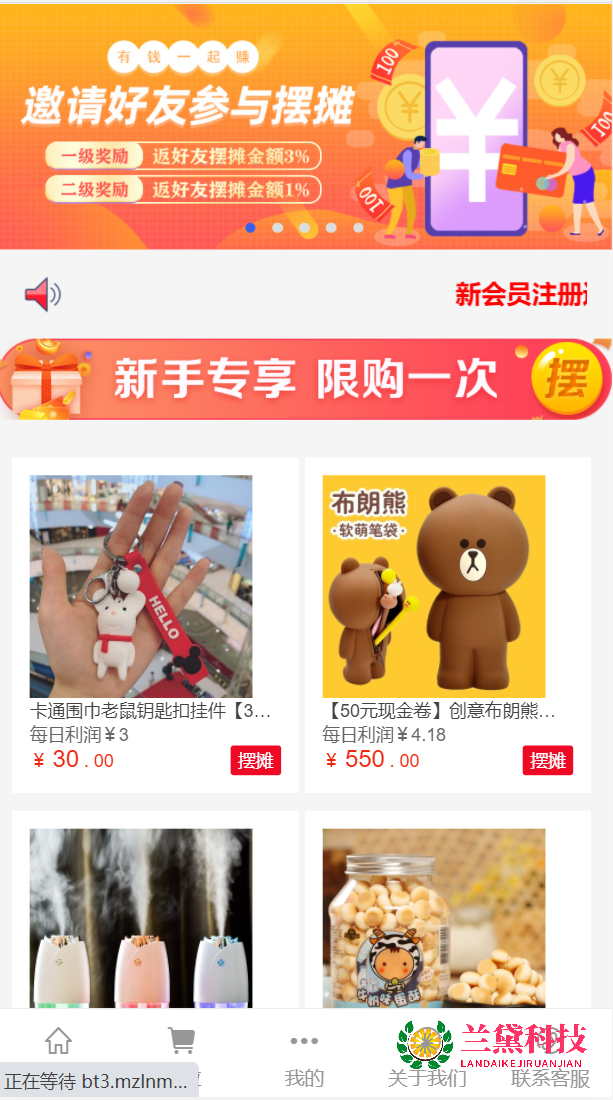 有钱一起赚
邀请好友参与摆摊
一级奖励 返好友摆摊金额3%
二级奖励 返好友摆摊金额1%
100
100
100
新会员注册
新手专享 限购一次
摆
HELLO
布朗熊
·软萌笔袋·
卡通围巾老鼠钥匙扣挂件【3...
【50元现金卷】创意布朗熊...
每日利润￥3
每日利润￥4.18
￥ 30 . 00
摆摊
￥ 550 . 00
摆摊
我的
关于我们
联系客服
兰黛科技
LANDAIKEJIRUANJIAN
正在等待 bt3.mzlnm...